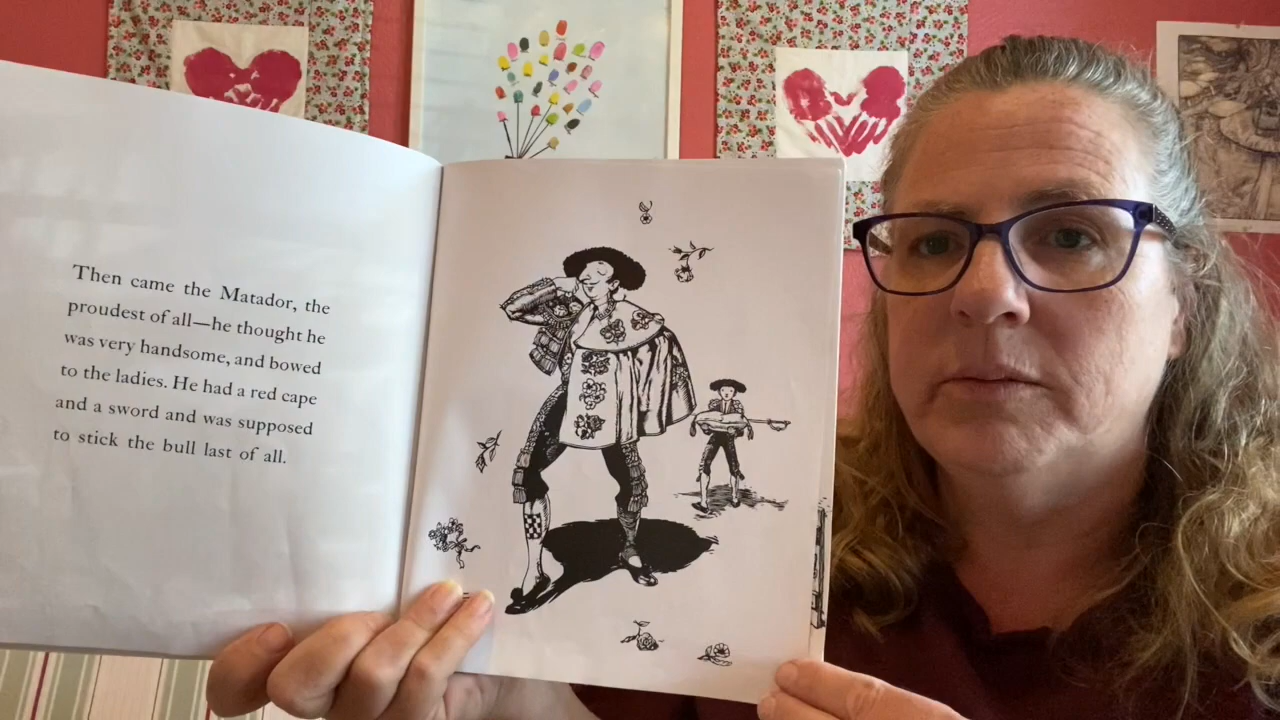 Then came the Matador, the
proudest of all—he thought he
was very handsome, and bowed
to the ladies. He had a red cape
and a sword and was supposed
to stick the bull last of all.